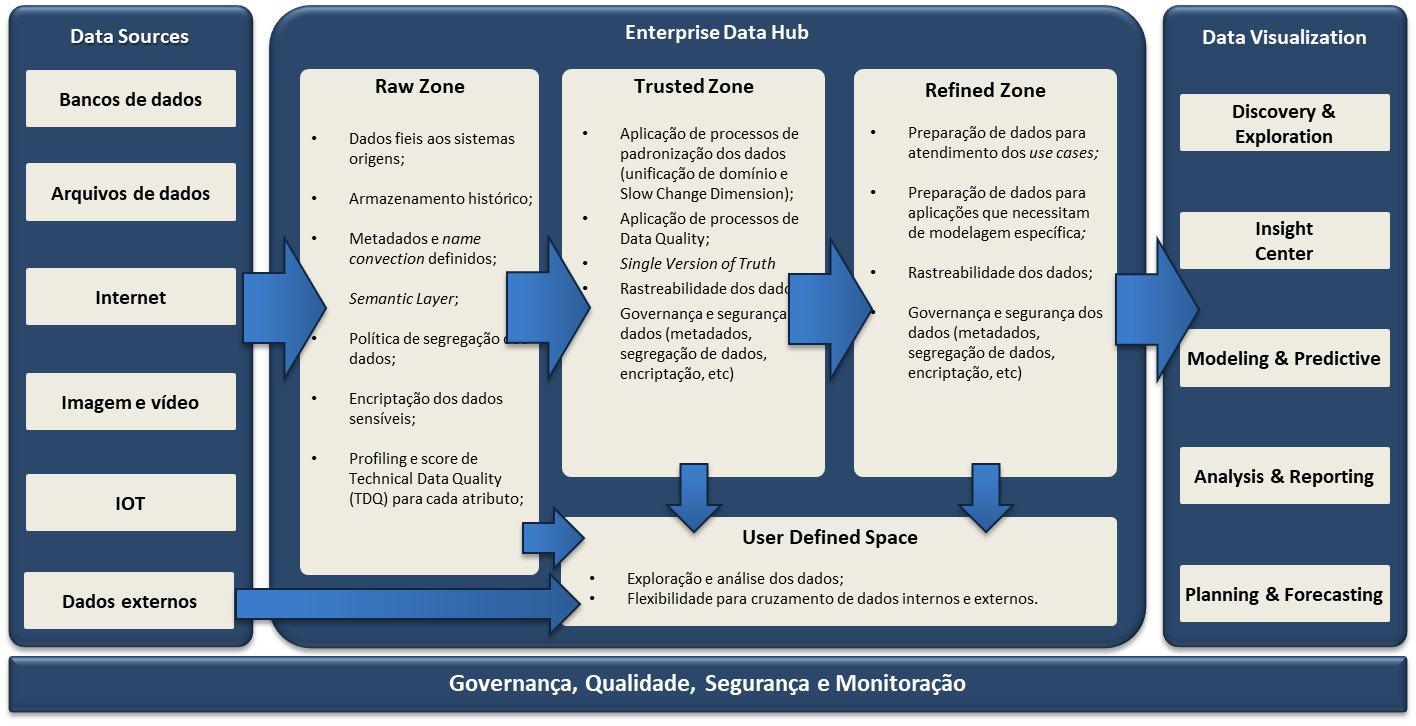 Data Sources
Bancos de dados
Arquivos de dados
Internet
Imagem e vídeo
IOT
Dados externos
Enterprise Data Hub
Raw Zone
• Dados fieis aos sistemas
origens;
• Armazenamento histórico;
• Metadados e name
convection definidos;
Semantic Layer;
• Política de segregação dos
dados;
• Encriptação dos dados
sensíveis;
• Profiling e score de
Technical Data Quality
(TDQ) para cada atributo;
Trusted Zone
• Aplicação de processos de
padronização dos dados
(unificação de domínio e
Slow Change Dimension);
• Aplicação de processos de
Data Quality;
• Single Version of Truth
• Rastreabilidade dos
Governança e segurança
dados (metadados,
segregação de dados,
encriptação, etc)
Refined Zone
• Preparação de dados para
atendimento dos use cases;
• Preparação de dados para
aplicações que necessitam
de modelagem específica;
• Rastreabilidade dos dados;
• Governança e segurança dos
dados (metadados,
segregação de dados,
encriptação, etc)
User Defined Space
• Exploração e análise dos dados;
• Flexibilidade para cruzamento de dados internos e externos.
Data Visualization
Discovery &
Exploration
Insight
Center
Modeling & Predictive
Analysis & Reporting
Planning & Forecasting
Governança, Qualidade, Segurança e Monitoração